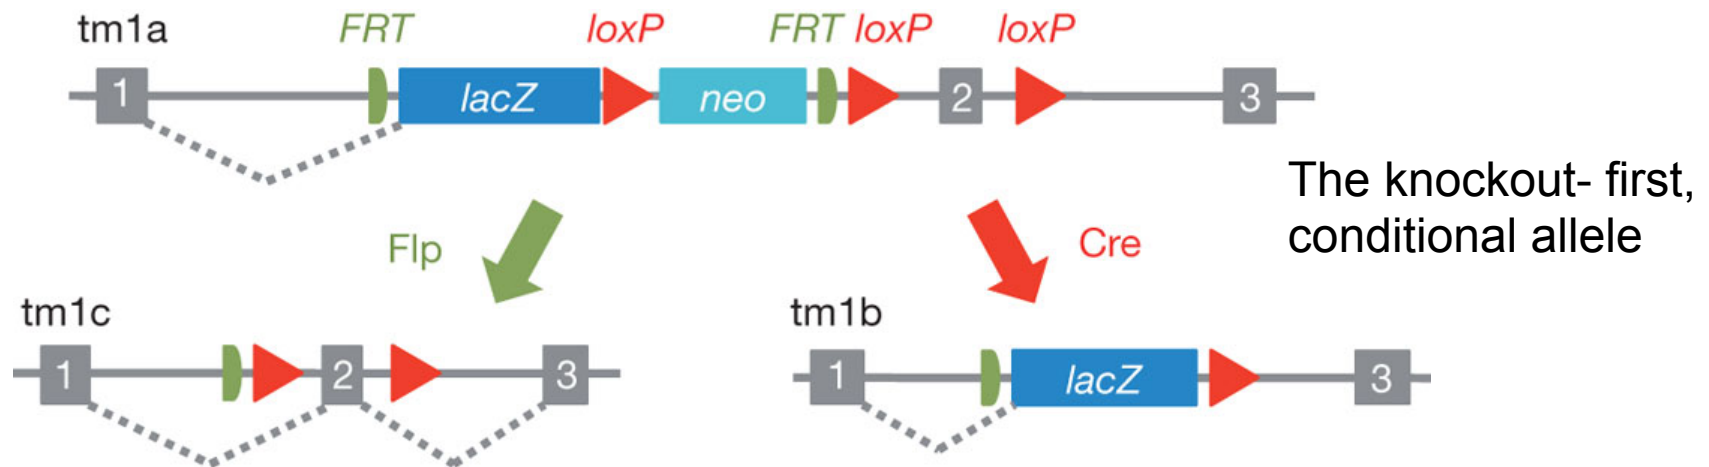 tm1a FRT loxP FRT loxP loxP
1 lacZ neo 2 3
The knockout- first,
conditional allele
Flp Cre
tm1c tm1b
1 2 3 1 lacZ 3